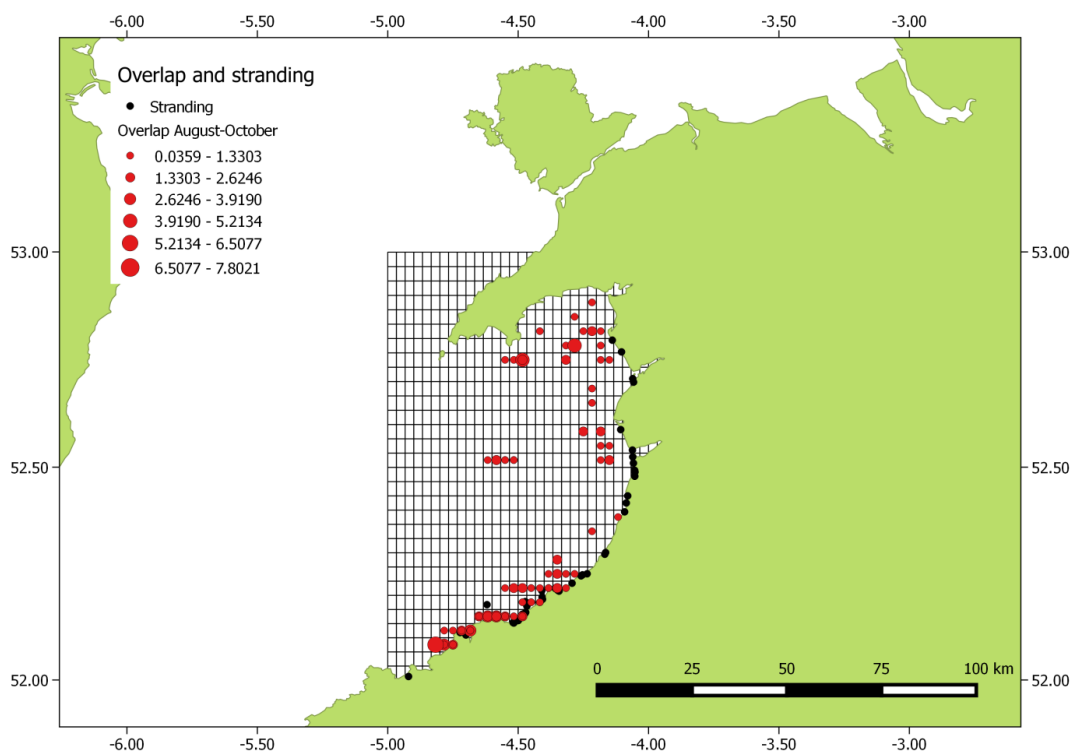 -6.00 -5.50 -5.00 -4.50 -4.00 -3.50 -3.00
Overlap and stranding
Stranding
Overlap August-October
0.0359 - 1.3303
1.3303 - 2.6246
2.6246 - 3.9190
3.9190 - 5.2134
5.2134 - 6.5077
6.5077 - 7.8021
53.00 53.00
52.50 52.50
0 25 50 75 100 km
52.00 52.00
-6.00 -5.50 -5.00 -4.50 -4.00 -3.50 -3.00